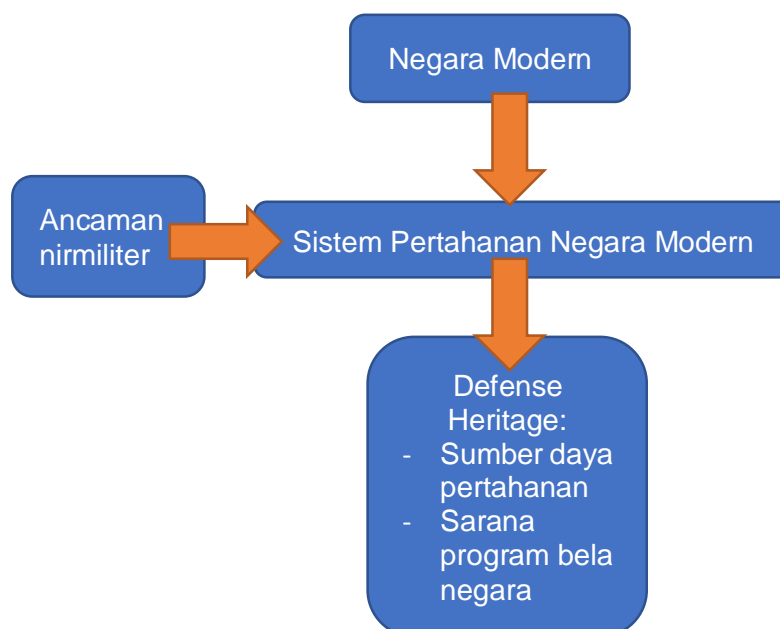 Negara Modern
Ancaman
nirmiliter
Sistem Pertahanan Negara Modern
Defense
Heritage:
- Sumber daya
pertahanan
- Sarana
program bela
negara